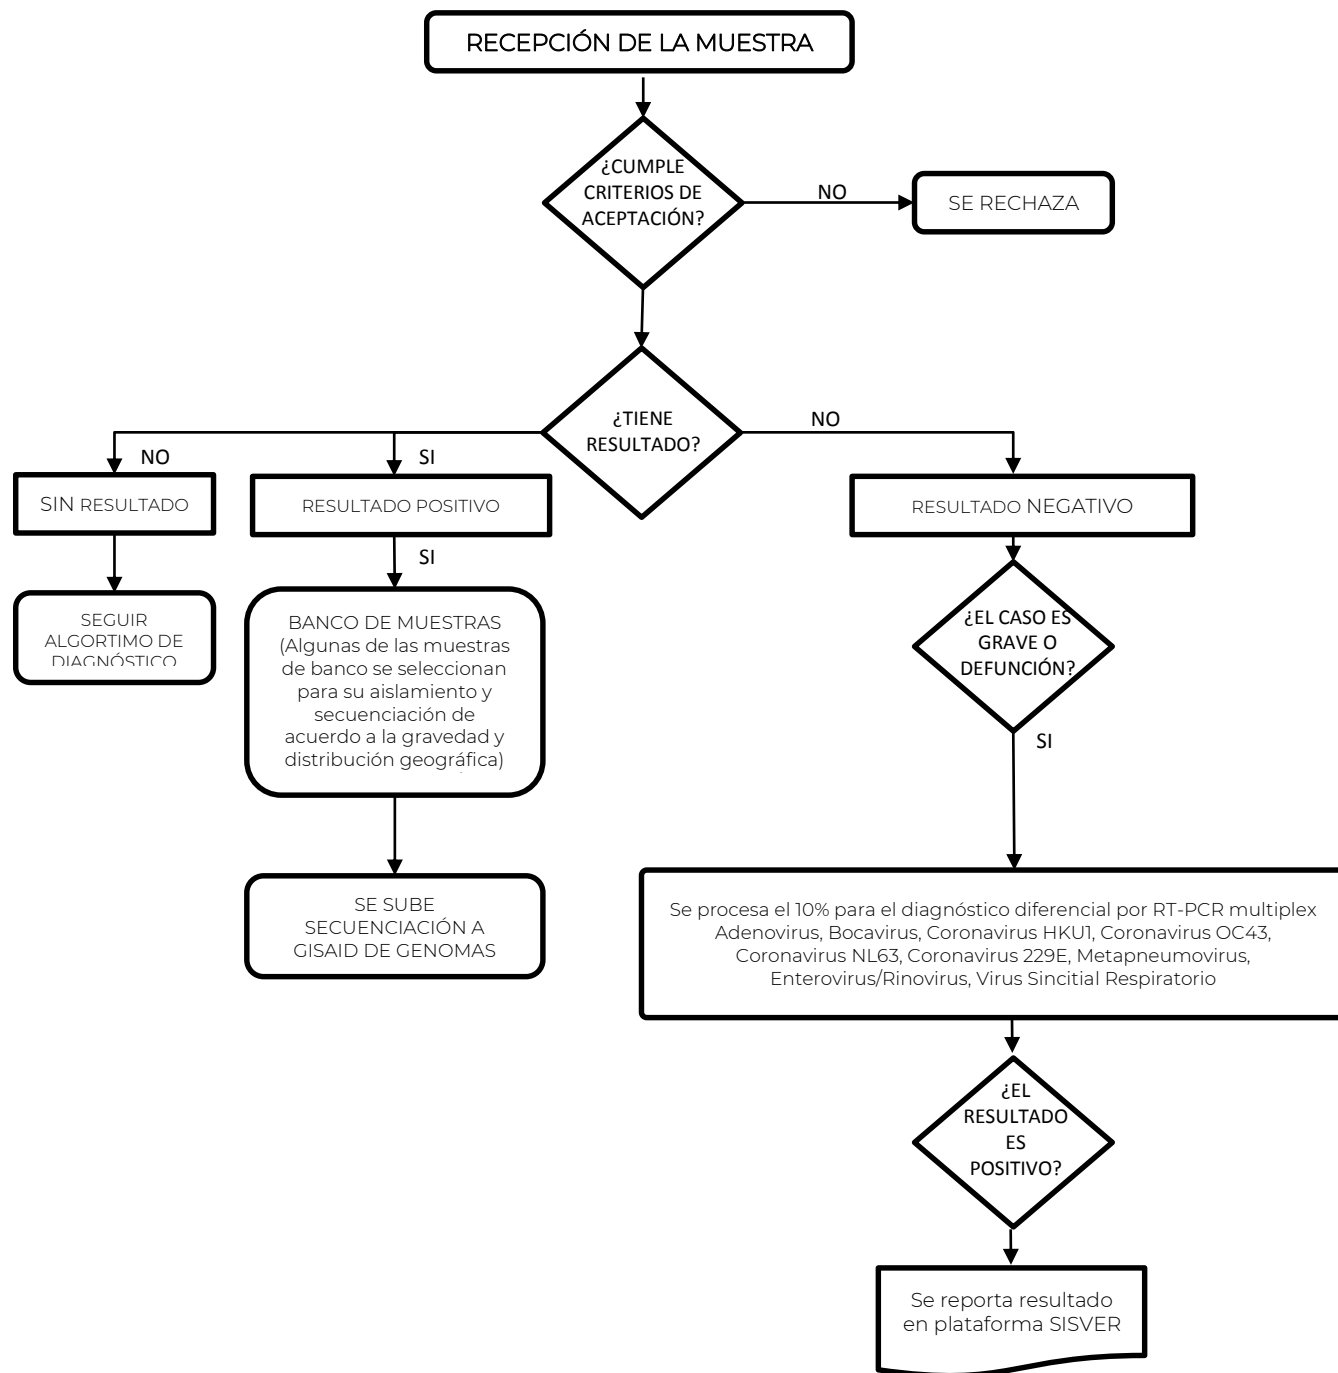 RECEPCIÓN DE LA MUESTRA
¿CUMPLE
CRITERIOS DE
ACEPTACIÓN?
NO
SE RECHAZA
¿TIENE
RESULTADO?
NO
NO
SI
SIN RESULTADO
RESULTADO POSITIVO
RESULTADO NEGATIVO
SI
SEGUIR
ALGORTIMO DE
DIAGNÓSTICO
BANCO DE MUESTRAS
(Algunas de las muestras
de banco se seleccionan
para su aislamiento y
secuenciación de
acuerdo a la gravedad y
distribución geográfica)
¿EL CASO ES
GRAVE O
DEFUNCIÓN?
SI
SE SUBE
SECUENCIACIÓN A
GISAID DE GENOMAS
Se procesa el 10% para el diagnóstico diferencial por RT-PCR multiplex
Adenovirus, Bocavirus, Coronavirus HKU1, Coronavirus OC43,
Coronavirus NL63, Coronavirus 229E, Metapneumovirus,
Enterovirus/Rinovirus, Virus Sincitial Respiratorio
¿EL
RESULTADO
ES
POSITIVO?
Se reporta resultado
en plataforma SISVER